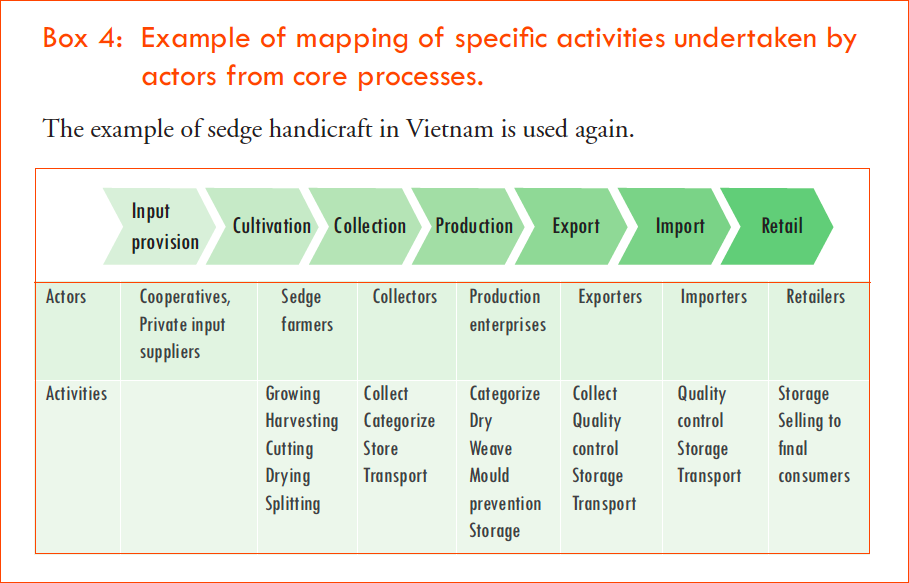 Box 4: Example of mapping of specific activities undertaken by
actors from core processes.
The example of sedge handicraft in Vietnam is used again.
Input
provision
Cultivation
Collection
Production
Export
Import
Retail
Actors
Cooperatives,
Private input
suppliers
Sedge
farmers
Collectors
Production
enterprises
Exporters
Importers
Retailers
Activities
Growing
Harvesting
Cutting
Drying
Splitting
Collect
Categorize
Store
Transport
Categorize
Dry
Weave
Mould
prevention
Storage
Collect
Quality
control
Storage
Transport
Quality
control
Storage
Transport
Storage
Selling to
final
consumers